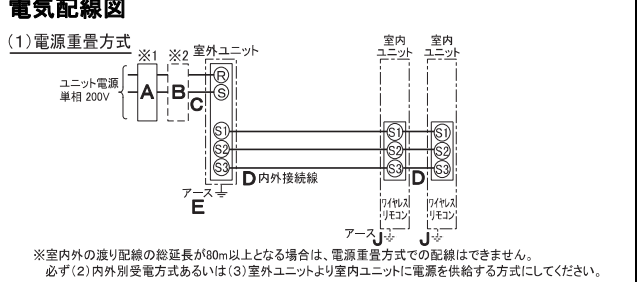 電気配線図
(1)電源重畳方式
※1 ※2 室外ユニット
室内 ユニット
室内 ユニット
ユニット電源
単相 200V
A
B
C
R
S
S1
S2
S3
S1
S2
S3
S1
S2
S3
D 内外接続線
D
アース
E
ワイヤレス リモコン
ワイヤレス リモコン
アース J J
※室内外の渡り配線の総延長が80m以上となる場合は、電源重畳方式での配線はできません。
必ず(2)内外別受電方式あるいは(3)室外ユニットより室内ユニットに電源を供給する方式にしてください。